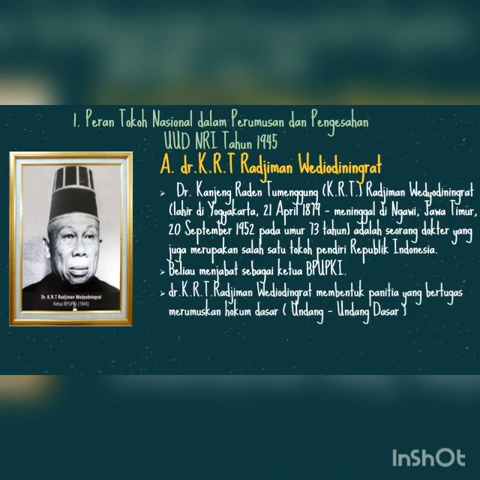 1. Peran Tokoh Nasional dalam Perumusan dan Pengesahan
UUD NRI Tahun 1945
A. dr.K.R.T Radjiman Wediodiningrat
➢ Dr. Kanjeng Raden Tumenggung (K.R.T.) Radjiman Wedyodiningrat
(lahir di Yogyakarta, 21 April 1879 - meninggal di Ngawi, Jawa Timur,
20 September 1952 pada umur 73 tahun) adalah seorang dokter yang
juga merupakan salah satu tokoh pendiri Republik Indonesia.
➢ Beliau menjabat sebagai ketua BPUPKI.
➢ dr.K.R.T.Radjiman Wediodingrat membentuk panitia yang bertugas
merumuskan hokum dasar ( Undang - Undang Dasar )
Dr. K.R.T Radjiman Wedyodiningrat
Ketua BPUPKI (1945)
InShOt